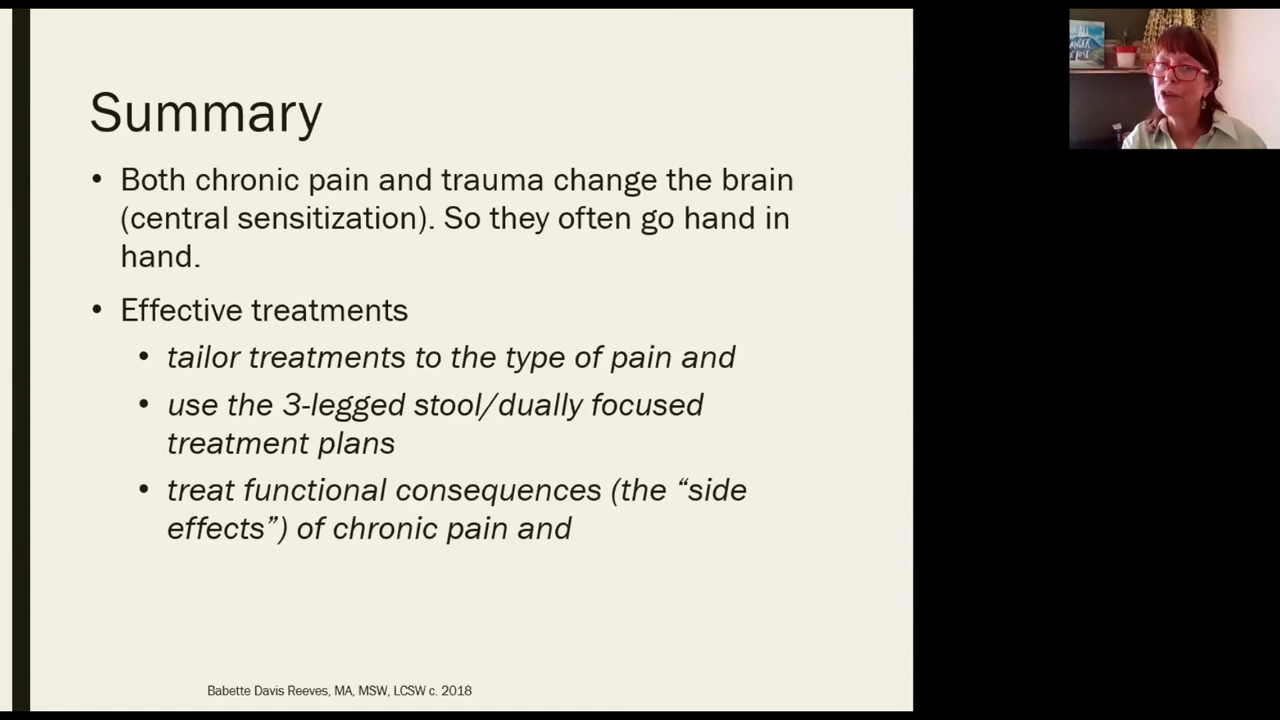 Summary
• Both chronic pain and trauma change the brain
(central sensitization). So they often go hand in
hand.
• Effective treatments
• tailor treatments to the type of pain and
• use the 3-legged stool/dually focused
treatment plans
• treat functional consequences (the “side
effects”) of chronic pain and
Babette Davis Reeves, MA, MSW, LCSW c. 2018